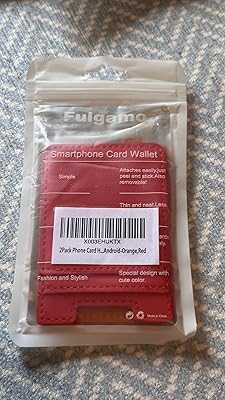 Fulgamo
Smartphone Card Wallet
Simple
Attaches easily,just
peel and stick.Also
removable!
Thin and neat.Less
X003EHUKTX
2Pack Phone Card H...,Android-Orange,Red
Fashion and Stylish
Special design with
cute color.
Made in China